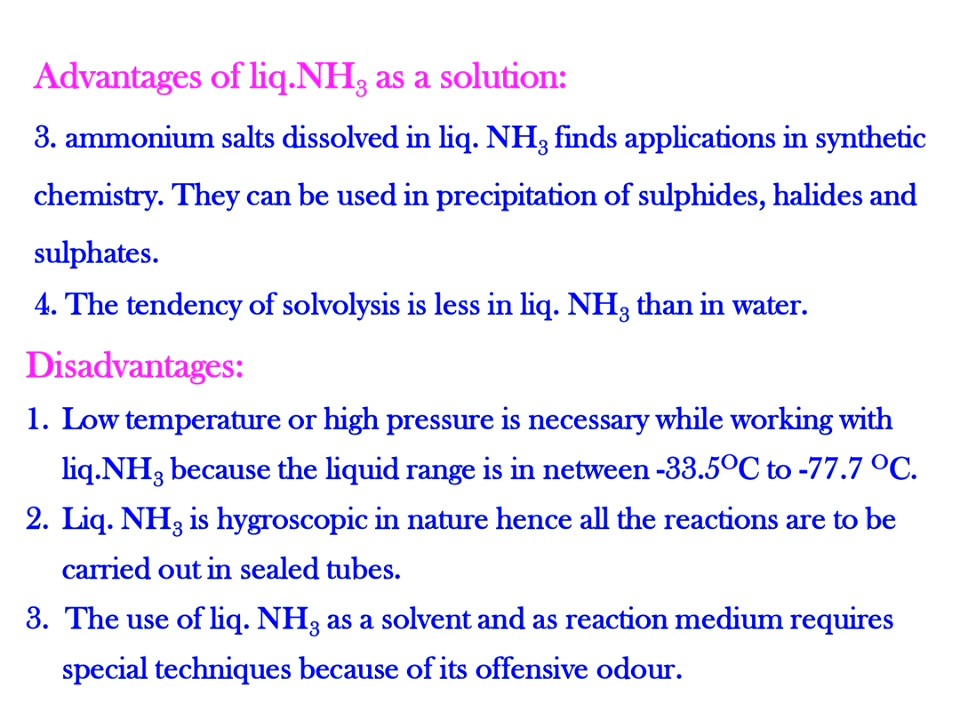 Advantages of liq.NH₃ as a solution:
3. ammonium salts dissolved in liq. NH₃ finds applications in synthetic
chemistry. They can be used in precipitation of sulphides, halides and
sulphates.
4. The tendency of solvolysis is less in liq. NH₃ than in water.
Disadvantages:
1. Low temperature or high pressure is necessary while working with
liq.NH₃ because the liquid range is in netween -33.5ᴼC to -77.7 ᴼC.
2. Liq. NH₃ is hygroscopic in nature hence all the reactions are to be
carried out in sealed tubes.
3. The use of liq. NH₃ as a solvent and as reaction medium requires
special techniques because of its offensive odour.